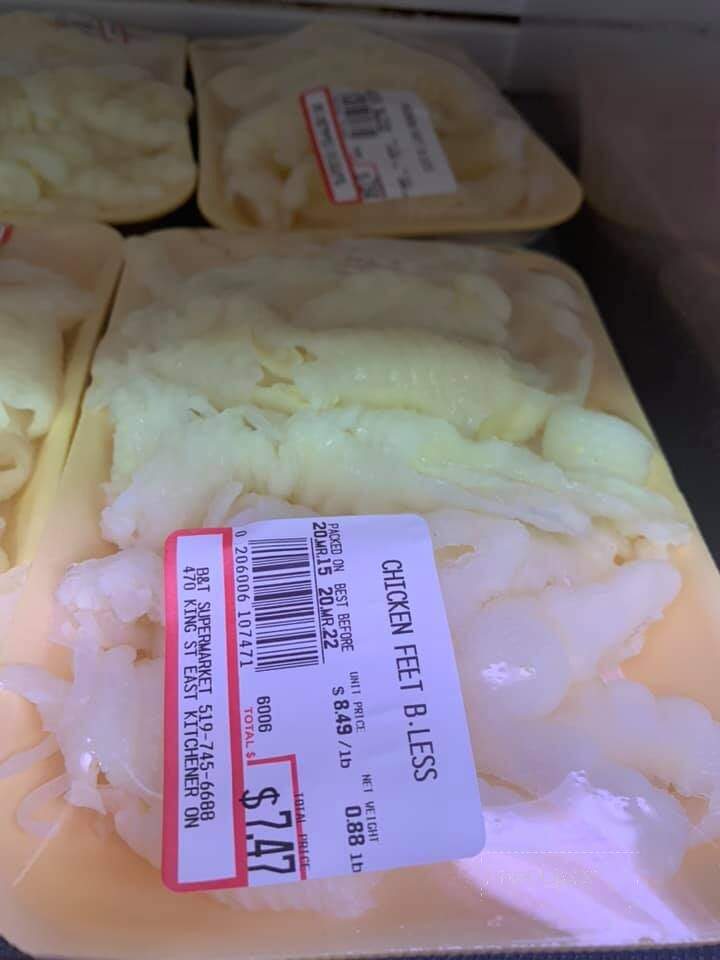 CHICKEN FEET B.LESS
PACKED ON BEST BEFORE
20.MR.15 20.MR.22
UNIT PRICE NET WEIGHT
$ 8.49 /lb 0.88 lb
0 206006 107471
6006
TOTAL PRICE
TOTAL $
$7.47
B&T SUPERMARKET 519-745-6688
470 KING ST EAST KITCHENER ON